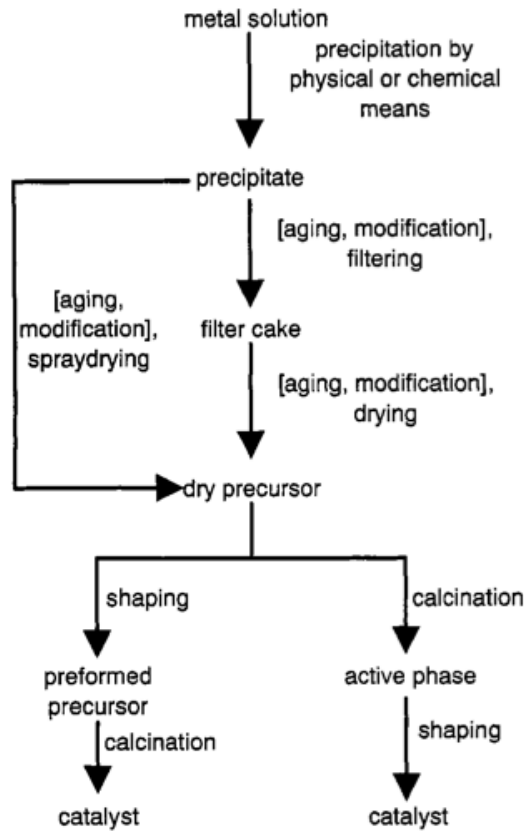 metal solution
precipitation by
physical or chemical
means
precipitate
[aging, modification],
filtering
[aging,
modification],
spraydrying
filter cake
[aging, modification],
drying
dry precursor
shaping
calcination
preformed
precursor
active phase
calcination
shaping
catalyst
catalyst